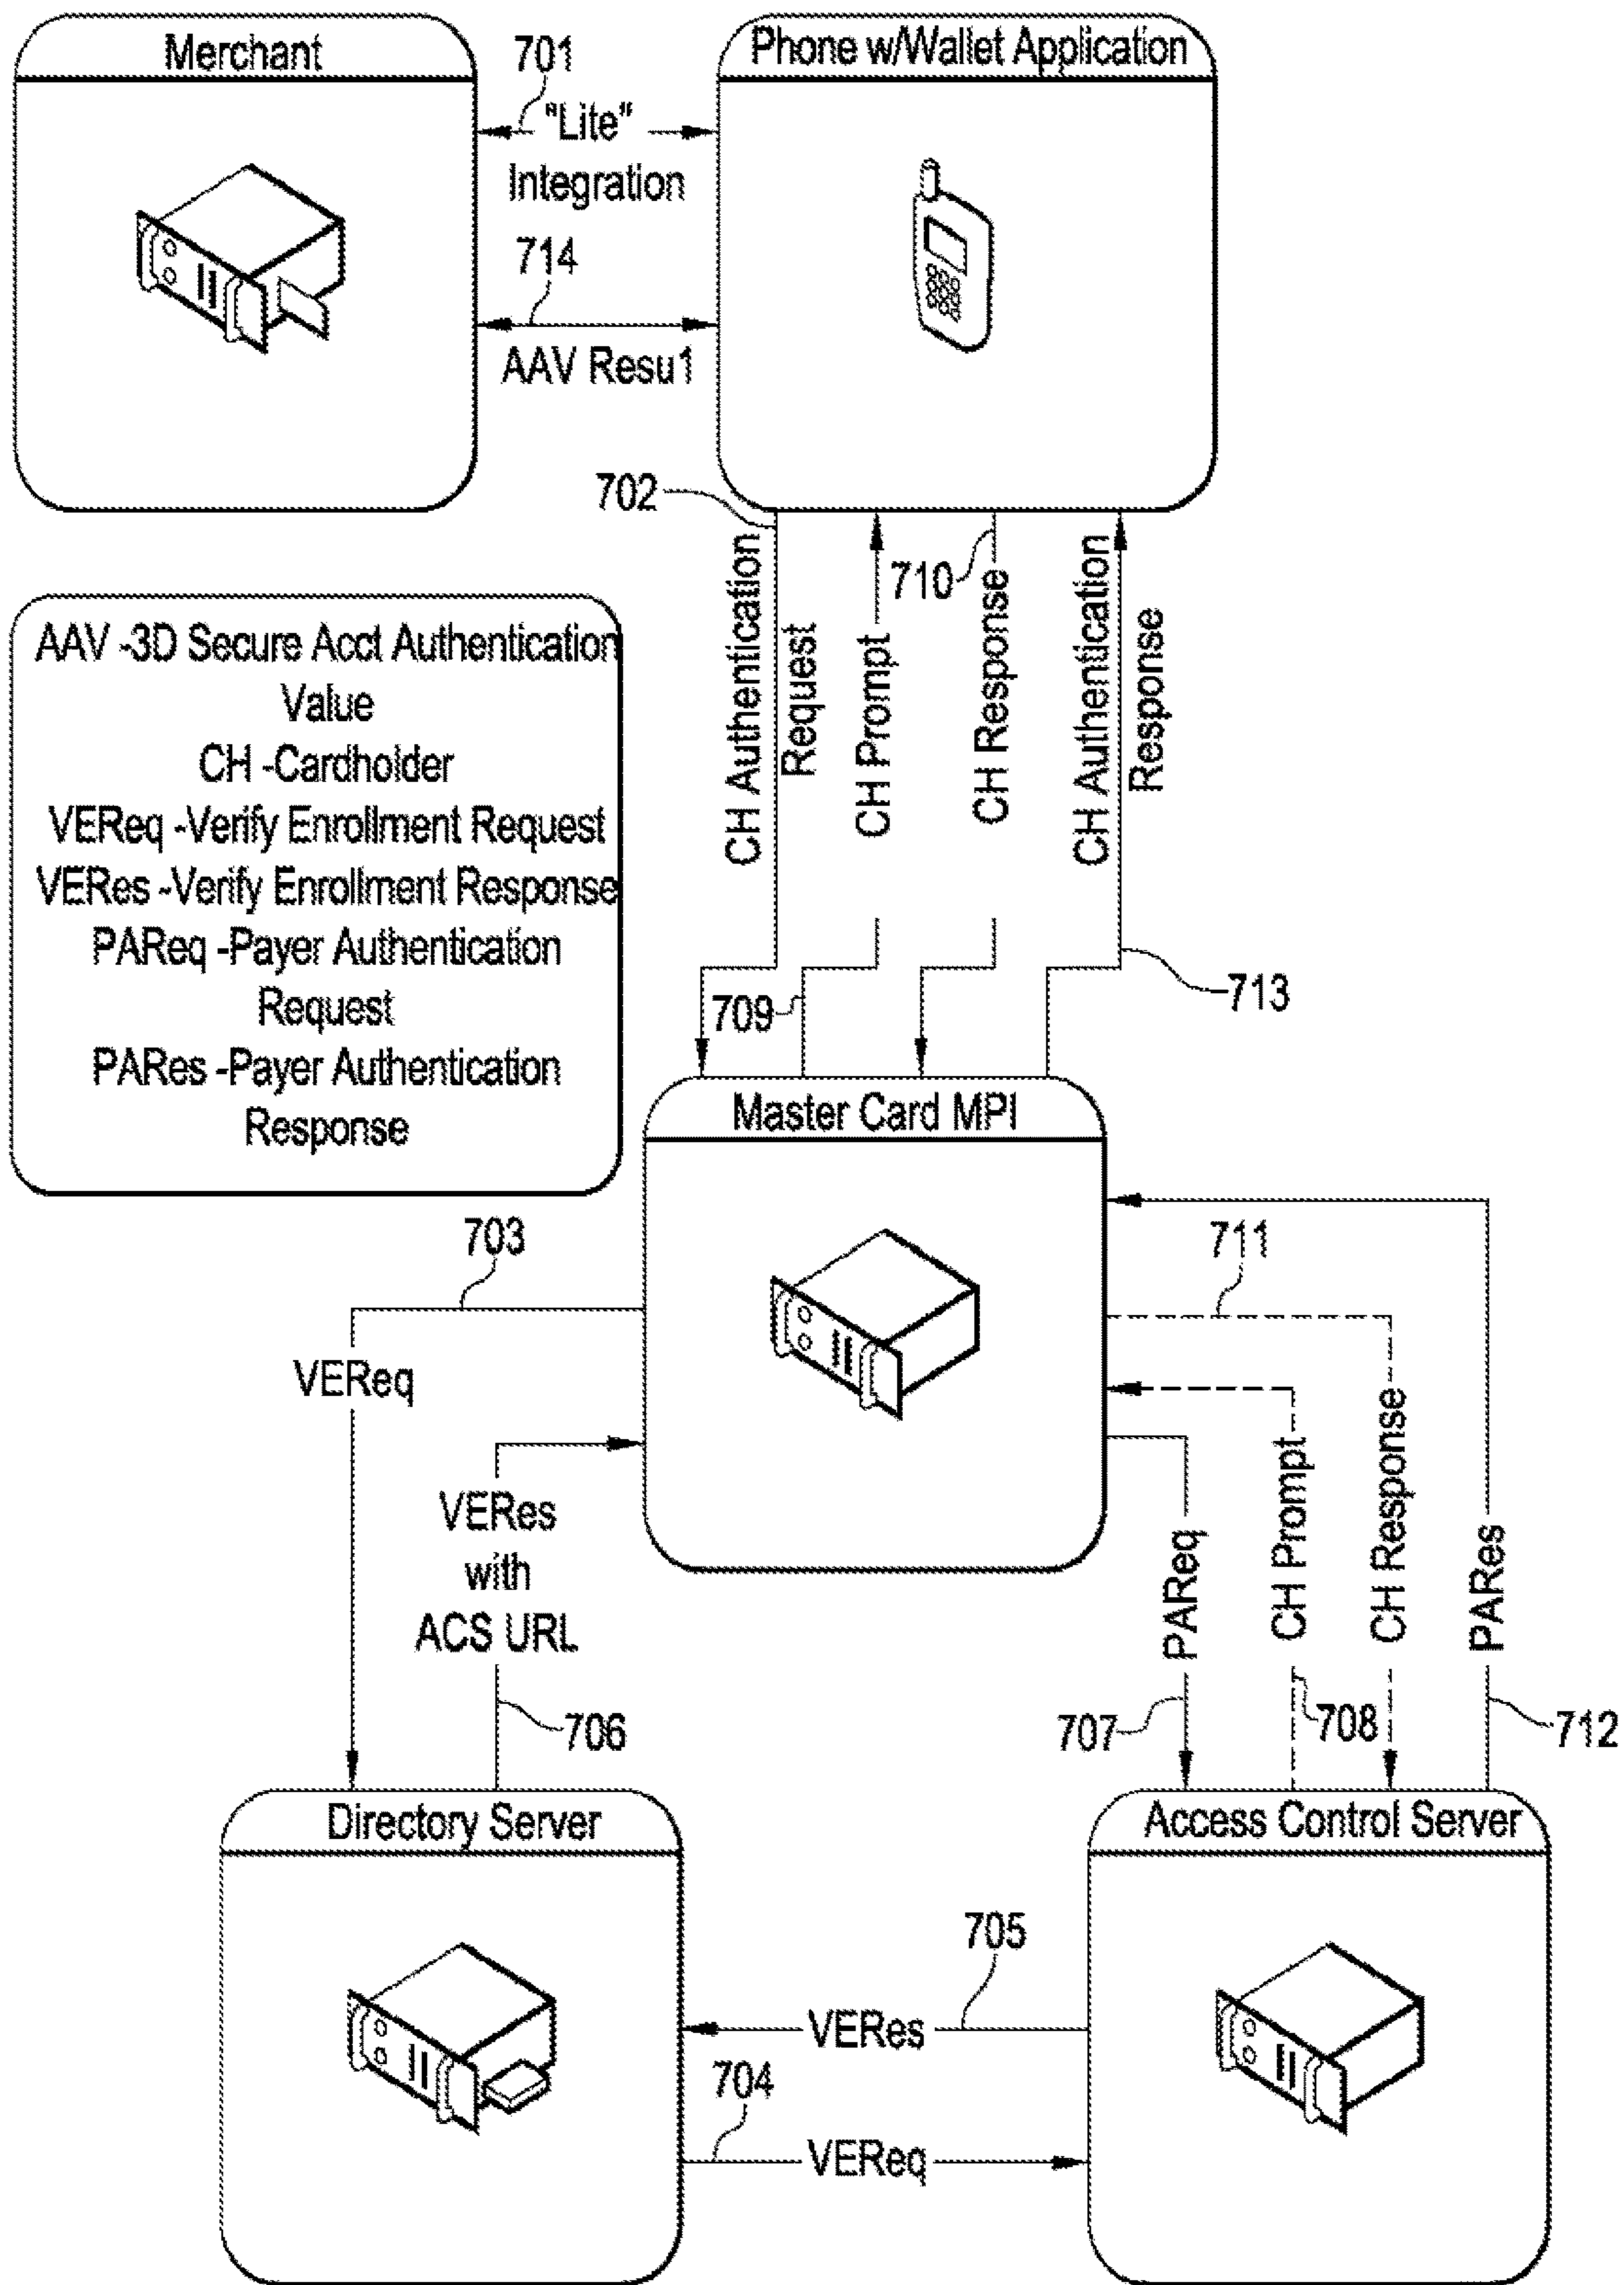 Merchant
701
Phone w/Wallet Application
"Lite"
Integration
714
AAV Resu1
702
CH Authentication
Request
CH Prompt
710
CH Response
CH Authentication
Response
AAV -3D Secure Acct Authentication
Value
CH -Cardholder
VEReq -Verify Enrollment Request
VERes -Verify Enrollment Response
PAReq -Payer Authentication
Request
PARes -Payer Authentication
Response
709
713
Master Card MPI
703
711
VEReq
VERes
with
ACS URL
706
PAReq
CH Prompt
CH Response
PARes
707
708
712
Directory Server
Access Control Server
705
VERes
704
VEReq